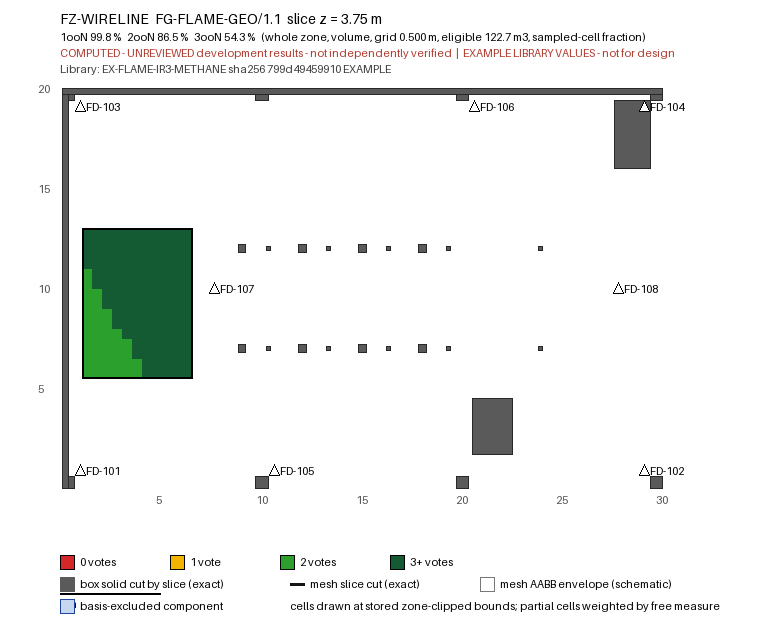 FZ-WIRELINE FG-FLAME-GEO/1.1 slice z = 3.75 m
1ooN 99.8 % 2ooN 86.5 % 3ooN 54.3 % (whole zone, volume, grid 0.500 m, eligible 122.7 m3, sampled-cell fraction)
COMPUTED - UNREVIEWED development results - not independently verified | EXAMPLE LIBRARY VALUES - not for design
Library: EX-FLAME-IR3-METHANE sha256 799d49459910 EXAMPLE
20
FD-103
FD-106
FD-104
15
10
FD-107
FD-108
5
FD-101
FD-105
FD-102
5
10
15
20
25
30
0 votes
1 vote
2 votes
3+ votes
box solid cut by slice (exact)
mesh slice cut (exact)
mesh AABB envelope (schematic)
basis-excluded component
cells drawn at stored zone-clipped bounds; partial cells weighted by free measure